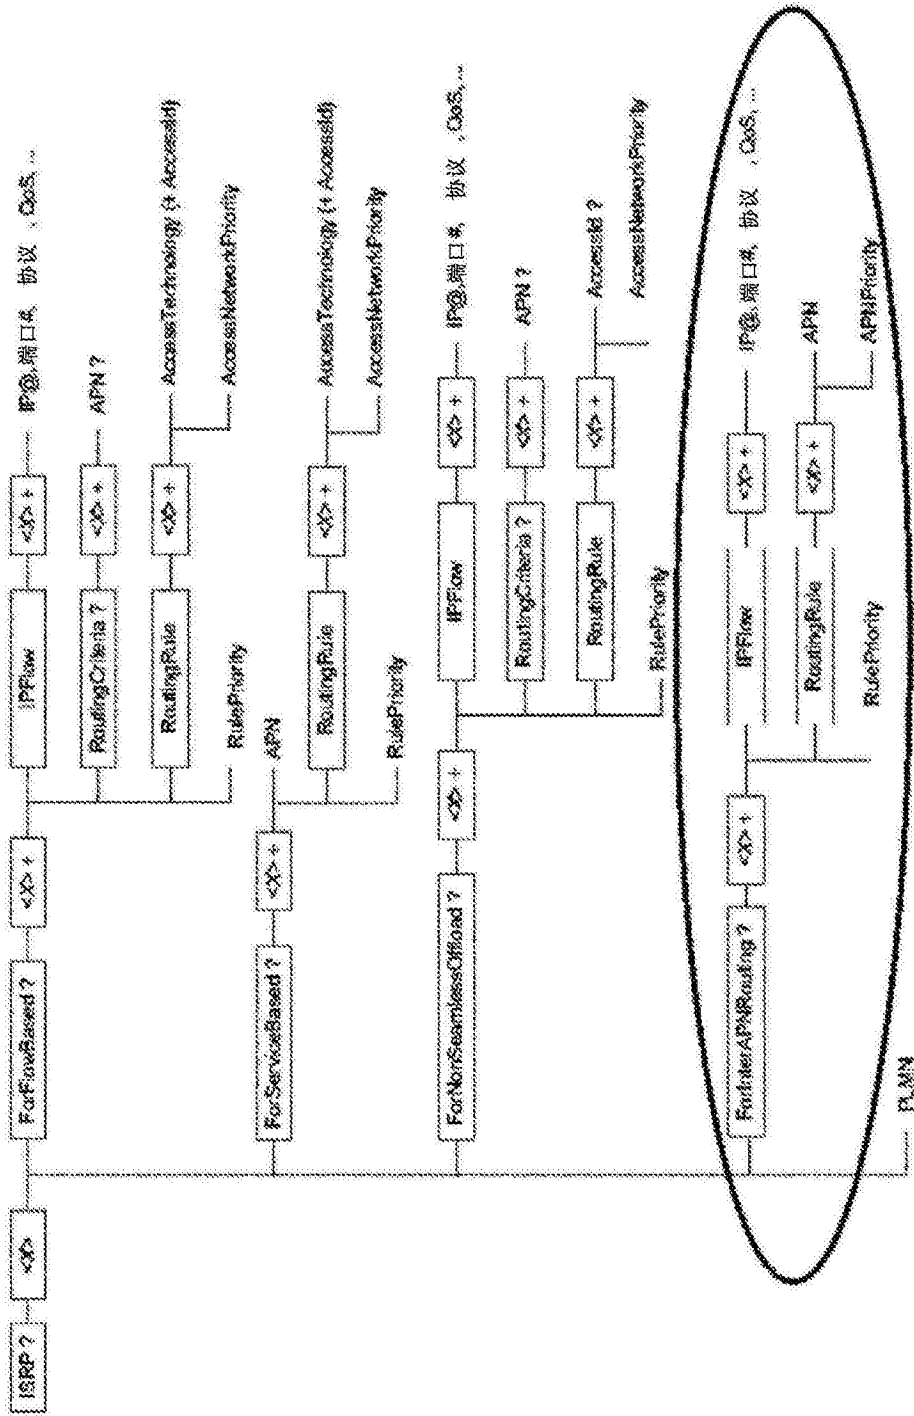 ISRP ? <X> ForFlowBased ? <X> + IPFlow <X> + IP@,端口#, 协议 , QoS, ...
RoutingCriteria ? <X> + APN ?
RoutingRule <X> + AccessTechnology (+ AccessId)
AccessNetworkPriority
RulePriority
ForServiceBased ? <X> + APN
RoutingRule <X> + AccessTechnology (+ AccessId)
AccessNetworkPriority
RulePriority
ForNonSeamlessOffload ? <X> + IPFlow <X> + IP@,端口#, 协议 , QoS, ...
RoutingCriteria ? <X> + APN ?
RoutingRule <X> + AccessId ?
AccessNetworkPriority
RulePriority
ForInterAPNRouting ? <X> + IPFlow <X> + IP@,端口#, 协议 , QoS, ...
RoutingRule <X> + APN
APNPriority
RulePriority
PLMN